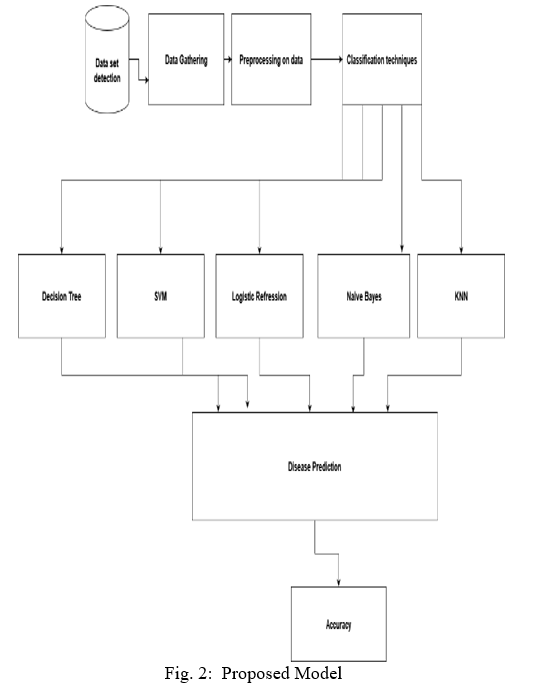 Data set
detection
Data Gathering
Preprocessing on data
Classification techniques
Decision Tree
SVM
Logistic Refression
Naive Bayes
KNN
Disease Prediction
Accuracy
Fig. 2: Proposed Model